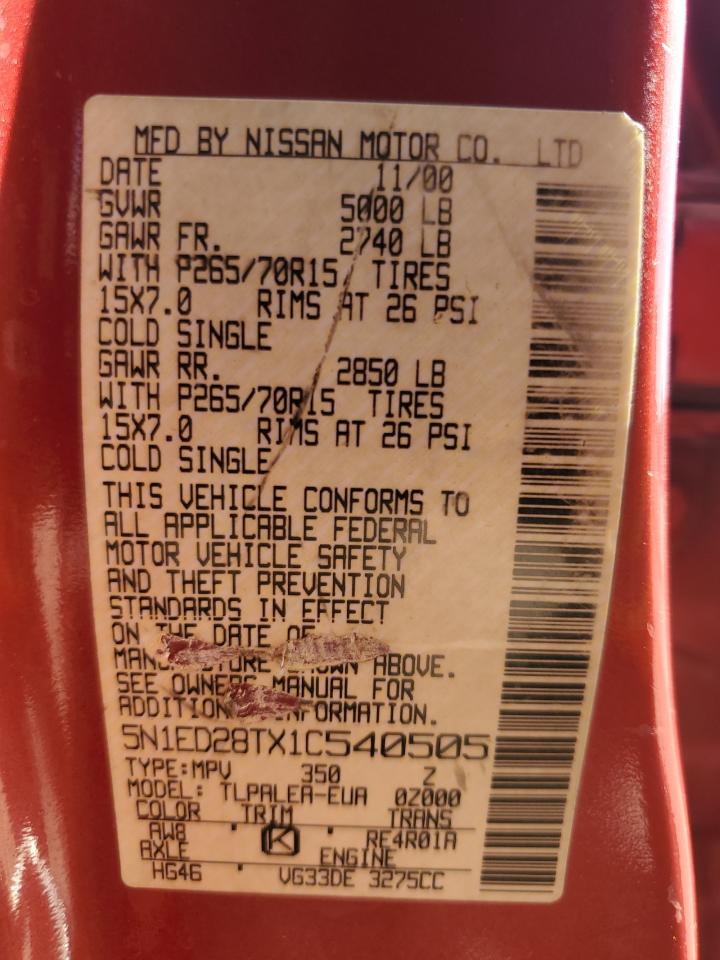 MFD BY NISSAN MOTOR CO. LTD
DATE 11/00
GVWR 5000 LB
GAWR FR. 2740 LB
WITH P265/70R15 TIRES
15X7.0 RIMS AT 26 PSI
COLD SINGLE
GAWR RR. 2850 LB
WITH P265/70R15 TIRES
15X7.0 RIMS AT 26 PSI
COLD SINGLE
THIS VEHICLE CONFORMS TO
ALL APPLICABLE FEDERAL
MOTOR VEHICLE SAFETY
AND THEFT PREVENTION
STANDARDS IN EFFECT
ON THE DATE OF
ABOVE.
SEE OWNERS MANUAL FOR
INFORMATION.
5N1ED28TX1C540505
TYPE:MPV 350 Z
MODEL: TLPALEA-EUA 0Z000
COLOR TRIM TRANS
AW8 K RE4R01A
AXLE ENGINE
HG46 VG33DE 3275CC